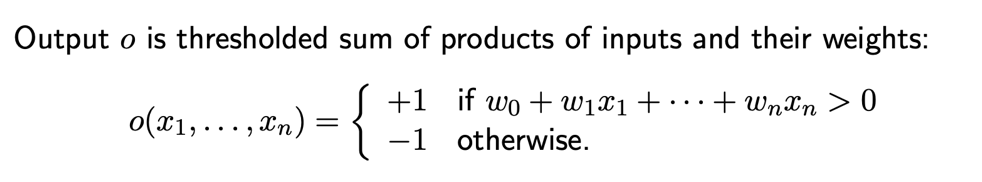 Output o is thresholded sum of products of inputs and their weights:
o(x₁, . . . , xₙ) = { +1 if w₀ + w₁x₁ + · · · + wₙxₙ > 0
−1 otherwise.